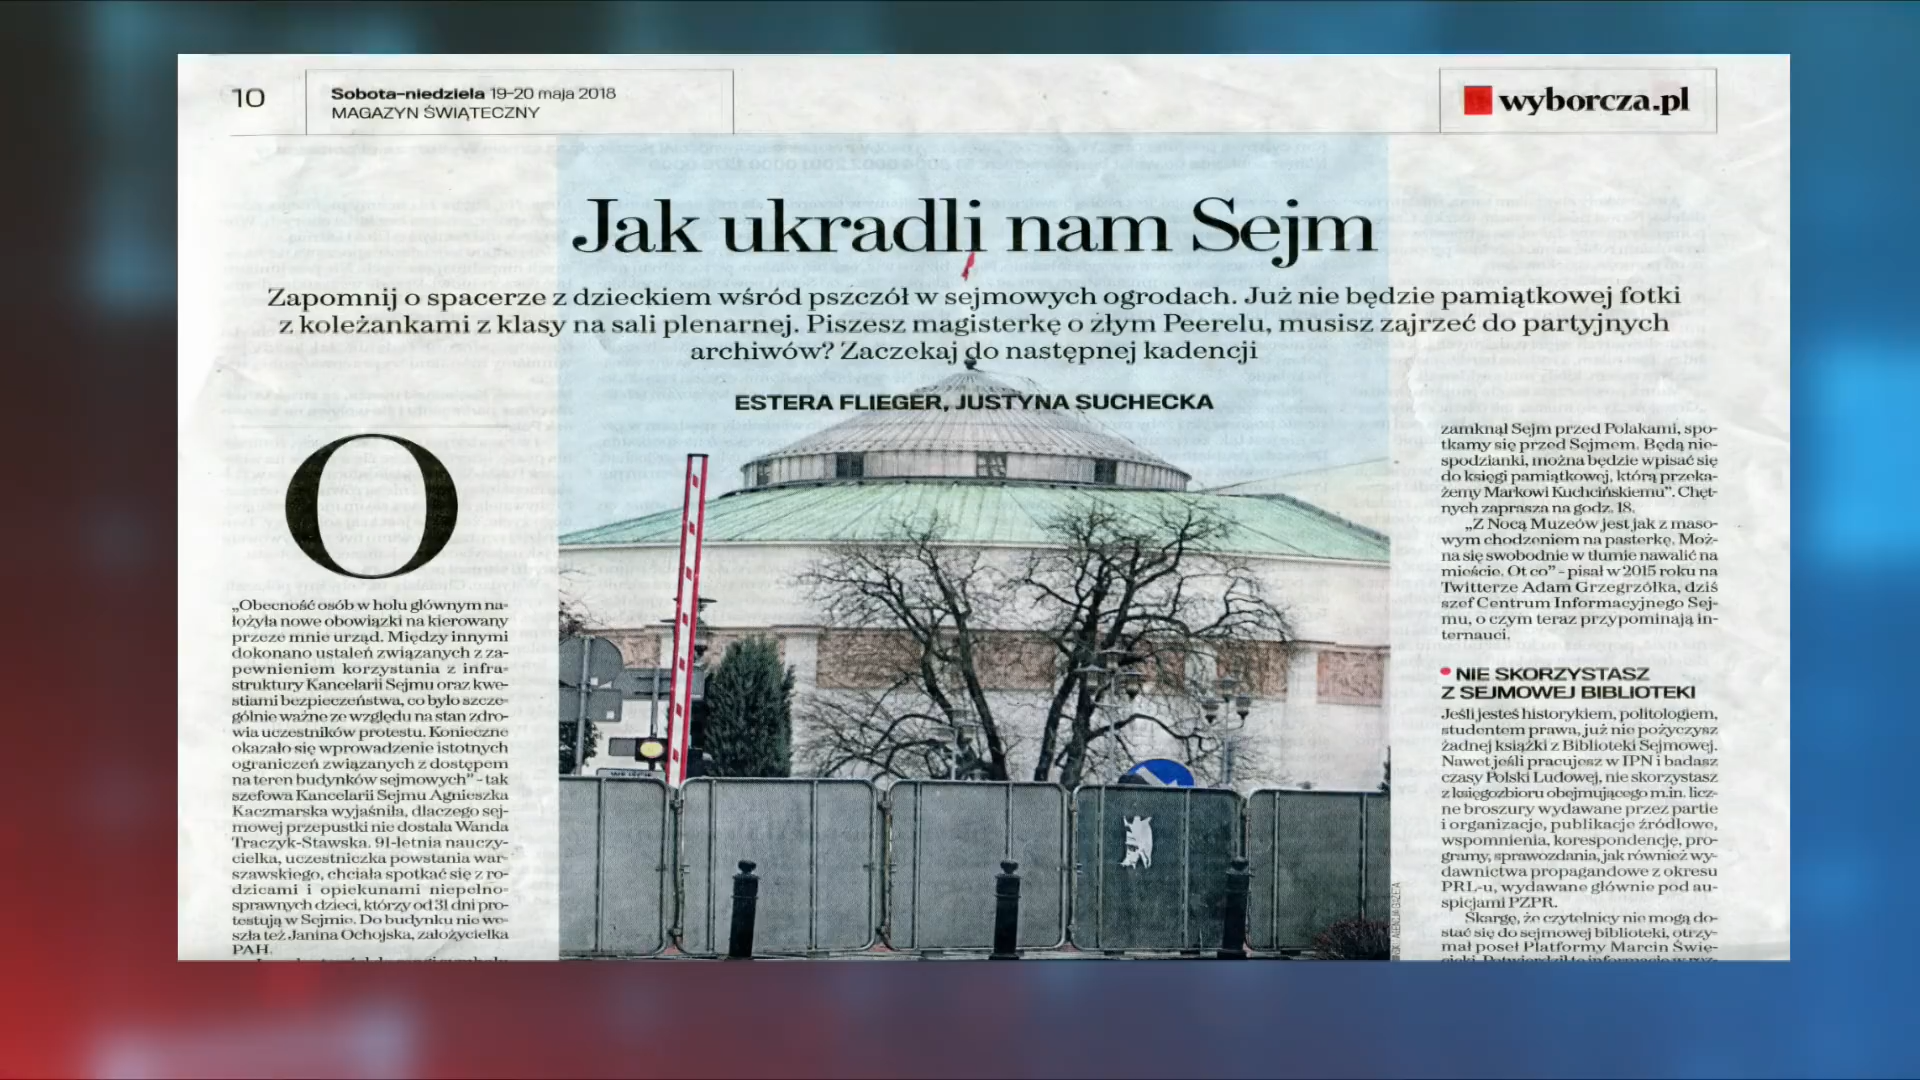 10
Sobota-niedziela 19-20 maja 2018
MAGAZYN ŚWIĄTECZNY
wyborcza.pl
Jak ukradli nam Sejm
Zapomnij o spacerze z dzieckiem wśród pszczół w sejmowych ogrodach. Już nie będzie pamiątkowej fotki
z koleżankami z klasy na sali plenarnej. Piszesz magisterkę o złym Peerelu, musisz zajrzeć do partyjnych
archiwów? Zaczekaj do następnej kadencji
ESTERA FLIEGER, JUSTYNA SUCHECKA
O
„Obecność osób w holu głównym na-
łożyła nowe obowiązki na kierowany
przeze mnie urząd. Między innymi
dokonano ustaleń związanych z za-
pewnieniem korzystania z infra-
struktury Kancelarii Sejmu oraz kwe-
stiami bezpieczeństwa, co było szcze-
gólnie ważne ze względu na stan zdro-
wia uczestników protestu. Konieczne
okazało się wprowadzenie istotnych
ograniczeń związanych z dostępem
na teren budynków sejmowych” - tak
szefowa Kancelarii Sejmu Agnieszka
Kaczmarska wyjaśniła, dlaczego sej-
mowej przepustki nie dostała Wanda
Traczyk-Stawska. 91-letnia nauczy-
cielka, uczestniczka powstania war-
szawskiego, chciała spotkać się z ro-
dzicami i opiekunami niepełno-
sprawnych dzieci, którzy od 31 dni pro-
testują w Sejmie. Do budynku nie we-
szła też Janina Ochojska, założycielka
PAH.
zamknął Sejm przed Polakami, spo-
tkamy się przed Sejmem. Będą nie-
spodzianki, można będzie wpisać się
do księgi pamiątkowej, którą przeka-
żemy Markowi Kuchcińskiemu”. Chęt-
nych zaprasza na godz. 18.
„Z Nocą Muzeów jest jak z maso-
wym chodzeniem na pasterkę. Moż-
na się swobodnie w tłumie nawalić na
mieście. Ot co” - pisał w 2015 roku na
Twitterze Adam Grzegrzółka, dziś
szef Centrum Informacyjnego Sej-
mu, o czym teraz przypominają in-
ternauci.
NIE SKORZYSTASZ
Z SEJMOWEJ BIBLIOTEKI
Jeśli jesteś historykiem, politologiem,
studentem prawa, już nie pożyczysz
żadnej książki z Biblioteki Sejmowej.
Nawet jeśli pracujesz w IPN i badasz
czasy Polski Ludowej, nie skorzystasz
z księgozbioru obejmującego m.in. licz-
ne broszury wydawane przez partie
i organizacje, publikacje źródłowe,
wspomnienia, korespondencję, pro-
gramy, sprawozdania, jak również wy-
dawnictwa propagandowe z okresu
PRL-u, wydawane głównie pod au-
spicjami PZPR.
Skargę, że czytelnicy nie mogą do-
stać się do sejmowej biblioteki, otrzy-
mał poseł Platformy Marcin Świę-